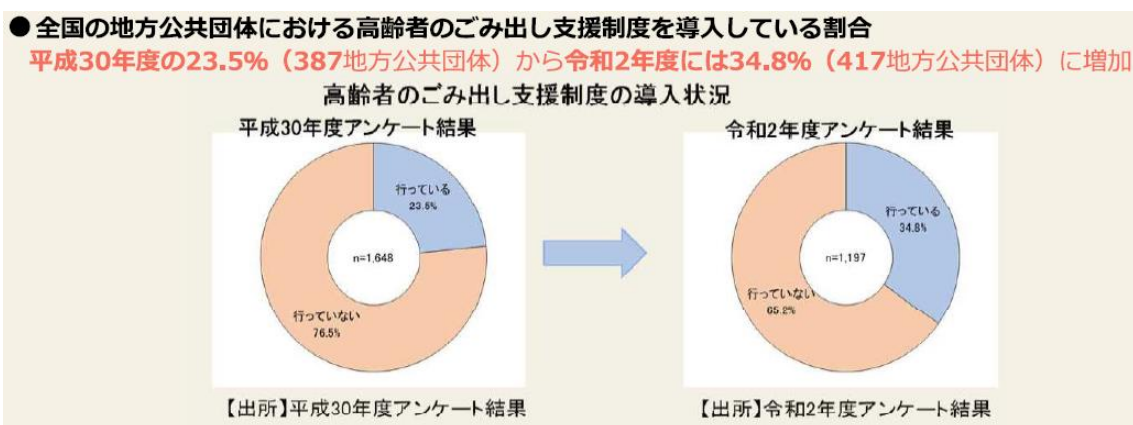 ●全国の地方公共団体における高齢者のごみ出し支援制度を導入している割合
平成30年度の23.5%（387地方公共団体）から令和2年度には34.8%（417地方公共団体）に増加
高齢者のごみ出し支援制度の導入状況
平成30年度アンケート結果
行っている
23.5%
n=1,648
行っていない
76.5%
【出所】平成30年度アンケート結果
令和2年度アンケート結果
行っている
34.8%
n=1,197
行っていない
65.2%
【出所】令和2年度アンケート結果